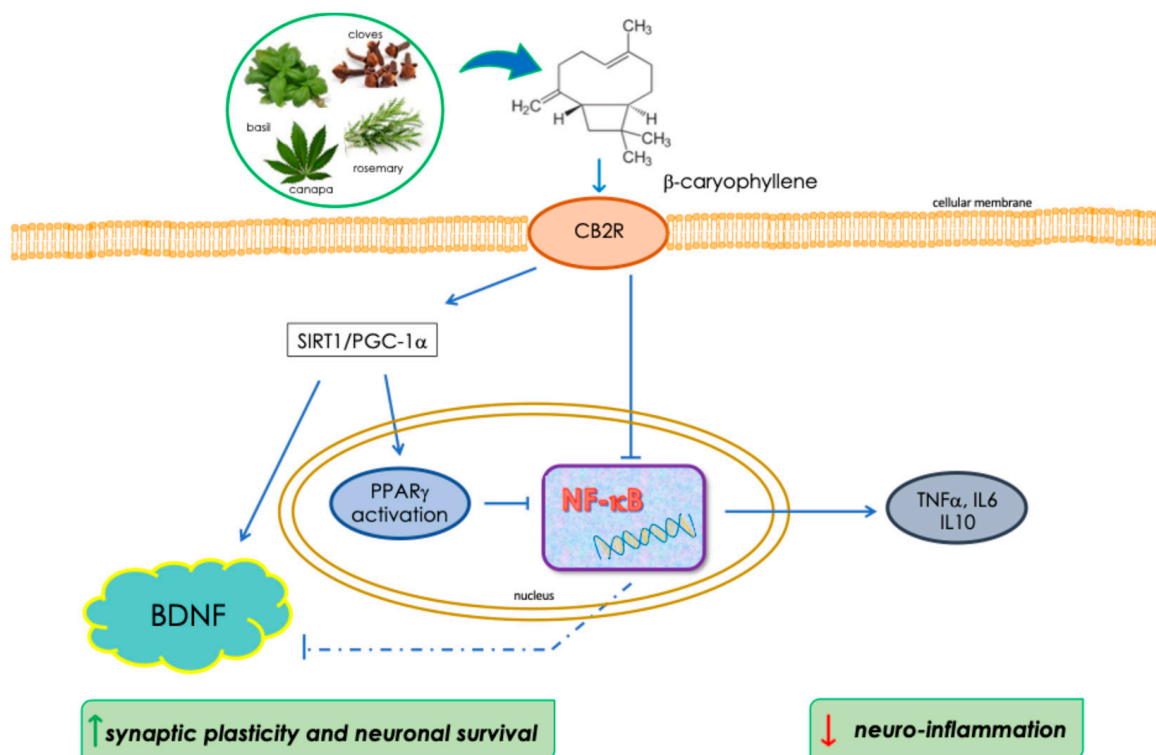 cloves
basil
rosemary
canapa
CH₃
H₂C
H
H
CH₃
CH₃
β-caryophyllene
cellular membrane
CB2R
SIRT1/PGC-1α
PPARγ
activation
NF-κB
TNFα, IL6
IL10
nucleus
BDNF
synaptic plasticity and neuronal survival
neuro-inflammation